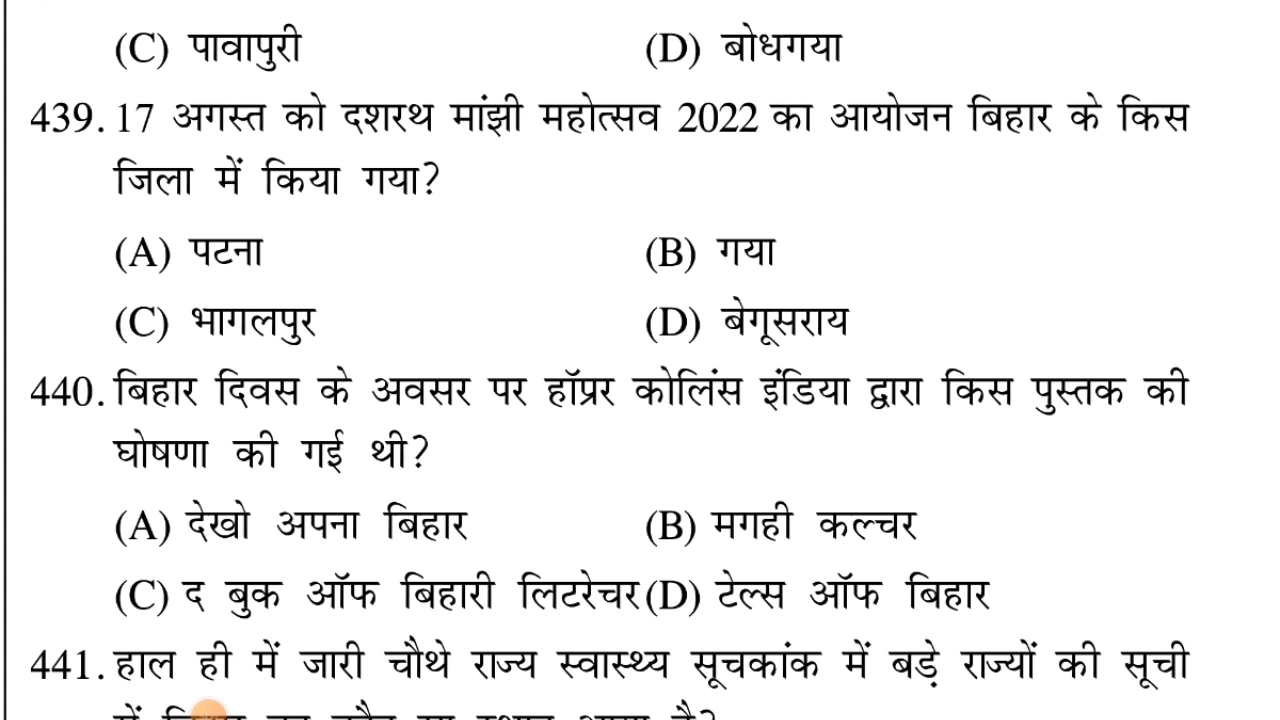 (C) पावापुरी (D) बोधगया
439. 17 अगस्त को दशरथ मांझी महोत्सव 2022 का आयोजन बिहार के किस
जिला में किया गया?
(A) पटना (B) गया
(C) भागलपुर (D) बेगूसराय
440. बिहार दिवस के अवसर पर हॉप्रर कोलिंस इंडिया द्वारा किस पुस्तक की
घोषणा की गई थी?
(A) देखो अपना बिहार (B) मगही कल्चर
(C) द बुक ऑफ बिहारी लिटरेचर (D) टेल्स ऑफ बिहार
441. हाल ही में जारी चौथे राज्य स्वास्थ्य सूचकांक में बड़े राज्यों की सूची
में